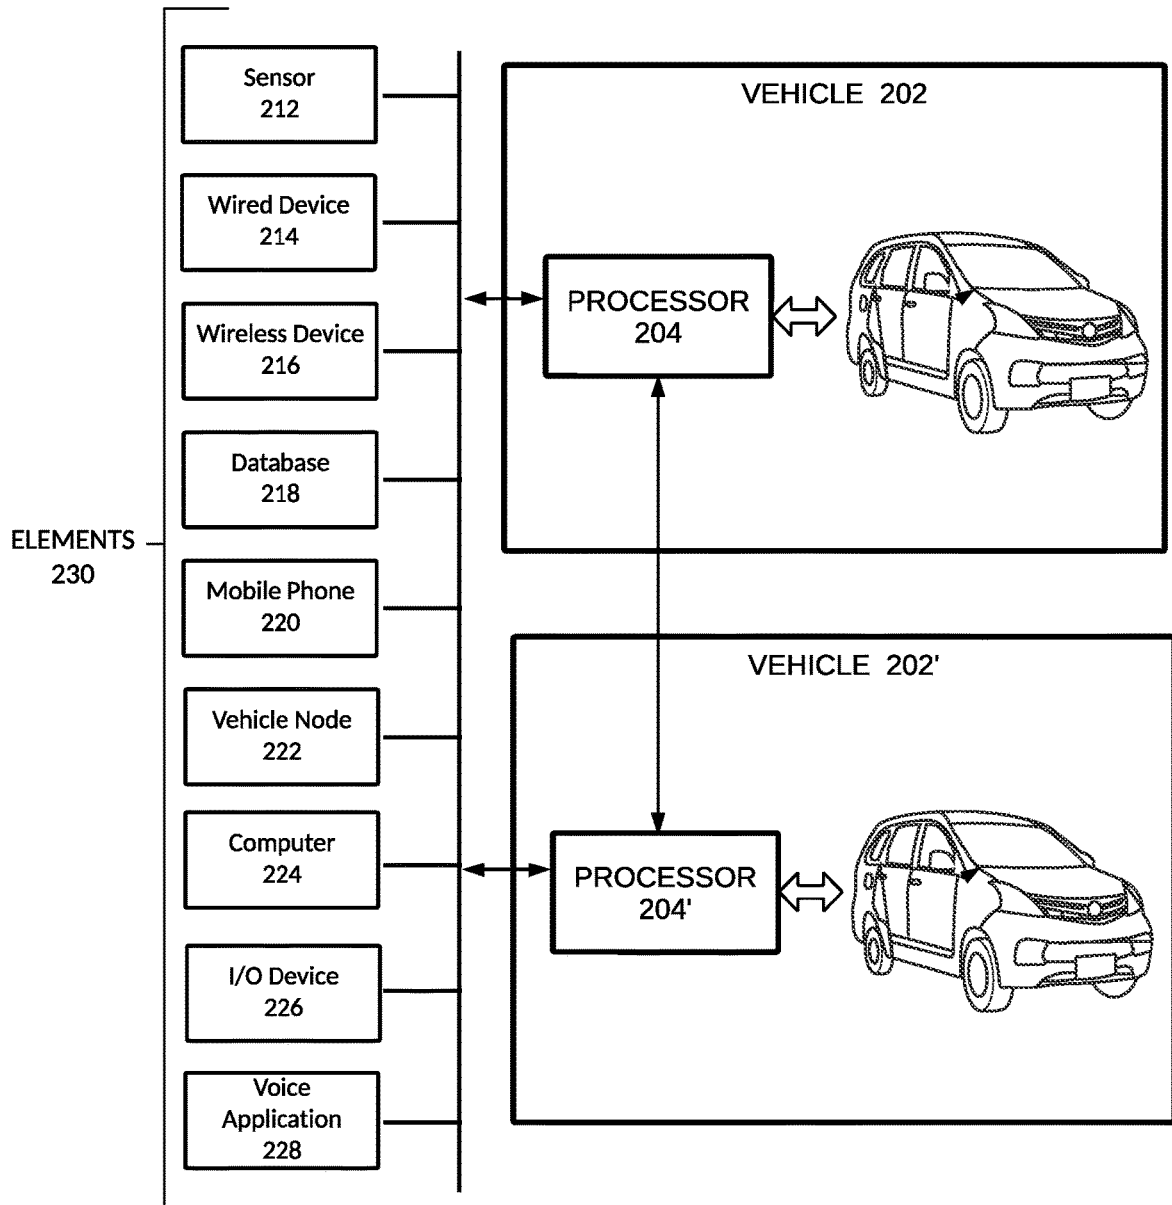 Sensor
212
Wired Device
214
Wireless Device
216
Database
218
ELEMENTS
230
Mobile Phone
220
Vehicle Node
222
Computer
224
I/O Device
226
Voice
Application
228
VEHICLE 202
PROCESSOR
204
VEHICLE 202'
PROCESSOR
204'